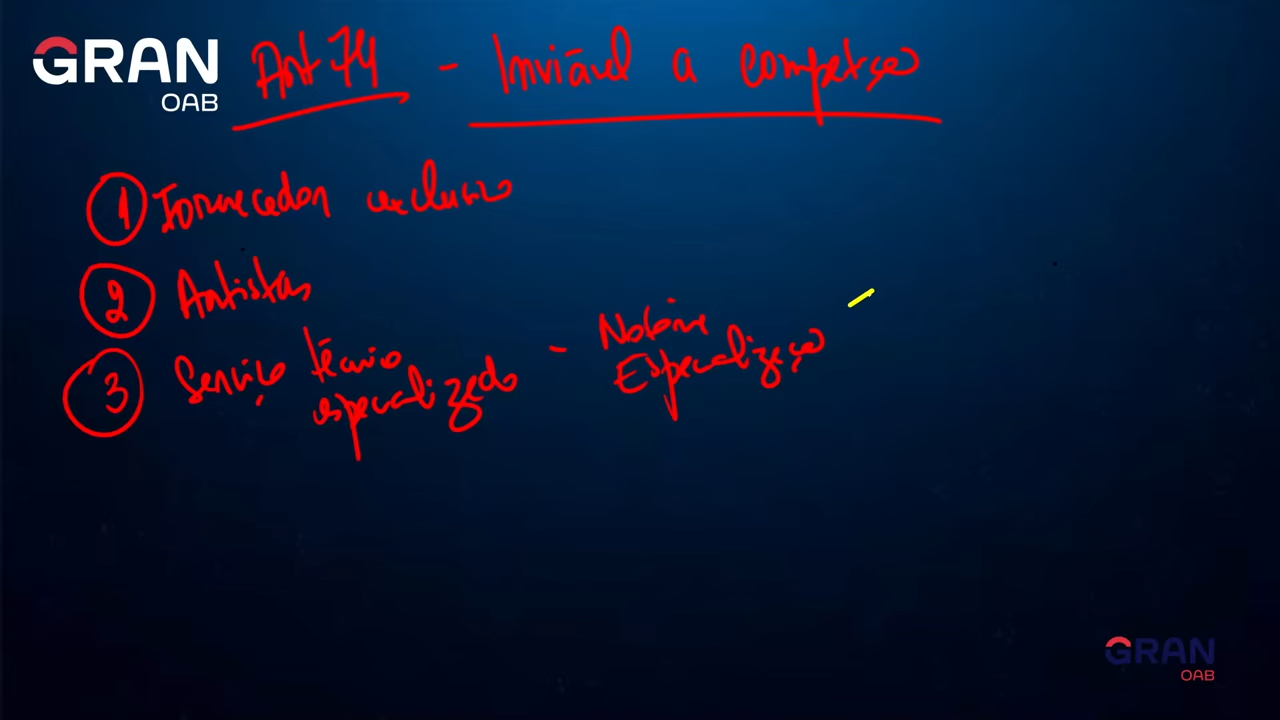 GRAN
OAB
Art 74 - Inviável a competição
1 Fornecedor exclusivo
2 Artistas
3 Serviço técnico especializado - Notória Especialização
GRAN
OAB